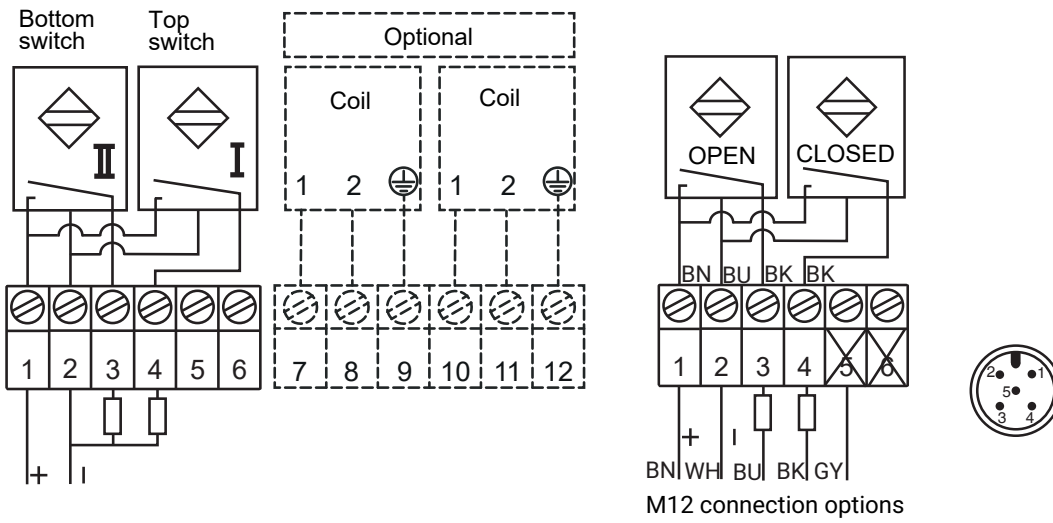 Bottom
switch
Top
switch
II
I
Optional
Coil
1 2
Coil
1 2
1 2 3 4 5 6
7 8 9 10 11 12
+ −
OPEN
CLOSED
BN BU BK BK
1 2 3 4 5 6
+ −
BN WH BU BK GY
M12 connection options
2 1
5
3 4